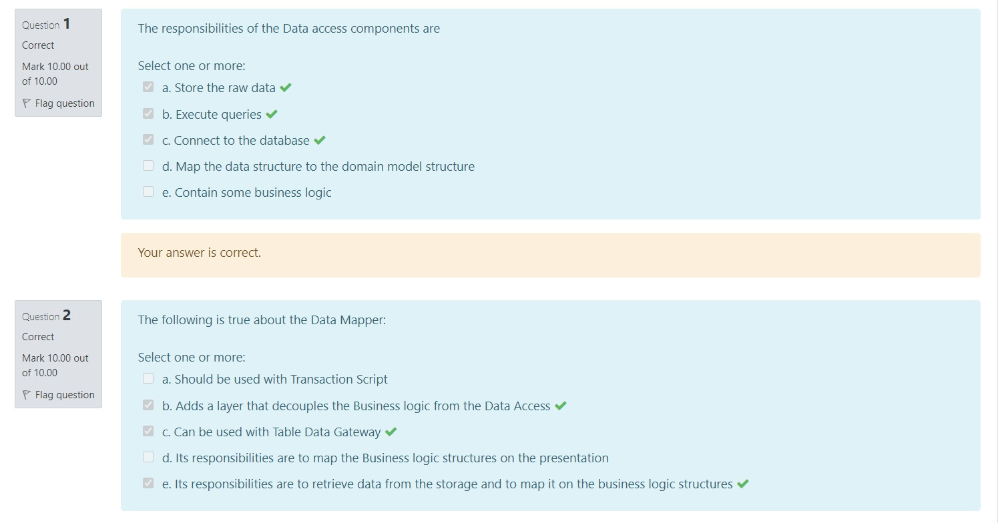 Question 1
Correct
Mark 10.00 out
of 10.00
Flag question
The responsibilities of the Data access components are
Select one or more:
a. Store the raw data
b. Execute queries
c. Connect to the database
d. Map the data structure to the domain model structure
e. Contain some business logic
Your answer is correct.
Question 2
Correct
Mark 10.00 out
of 10.00
Flag question
The following is true about the Data Mapper:
Select one or more:
a. Should be used with Transaction Script
b. Adds a layer that decouples the Business logic from the Data Access
c. Can be used with Table Data Gateway
d. Its responsibilities are to map the Business logic structures on the presentation
e. Its responsibilities are to retrieve data from the storage and to map it on the business logic structures